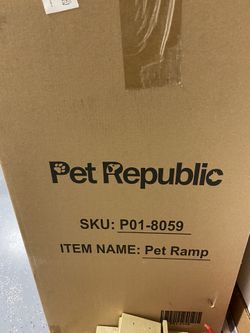 Pet Republic
SKU: P01-8059
ITEM NAME: Pet Ramp